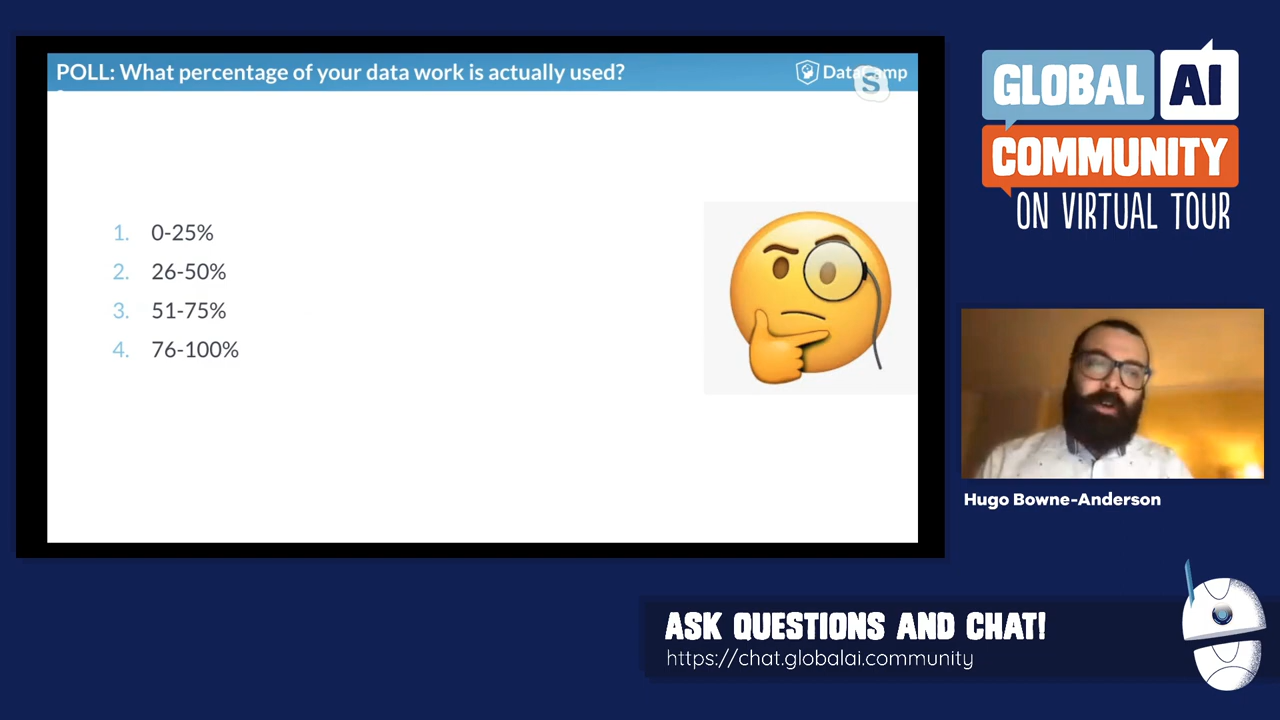 POLL: What percentage of your data work is actually used?
DataCamp
S
1. 0-25%
2. 26-50%
3. 51-75%
4. 76-100%
GLOBAL AI
COMMUNITY
ON VIRTUAL TOUR
Hugo Bowne-Anderson
ASK QUESTIONS AND CHAT!
https://chat.globalai.community